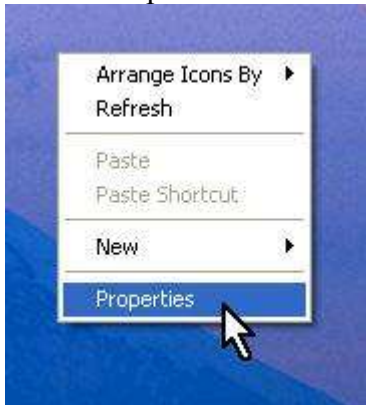 Arrange Icons By
Refresh
Paste
Paste Shortcut
New
Properties